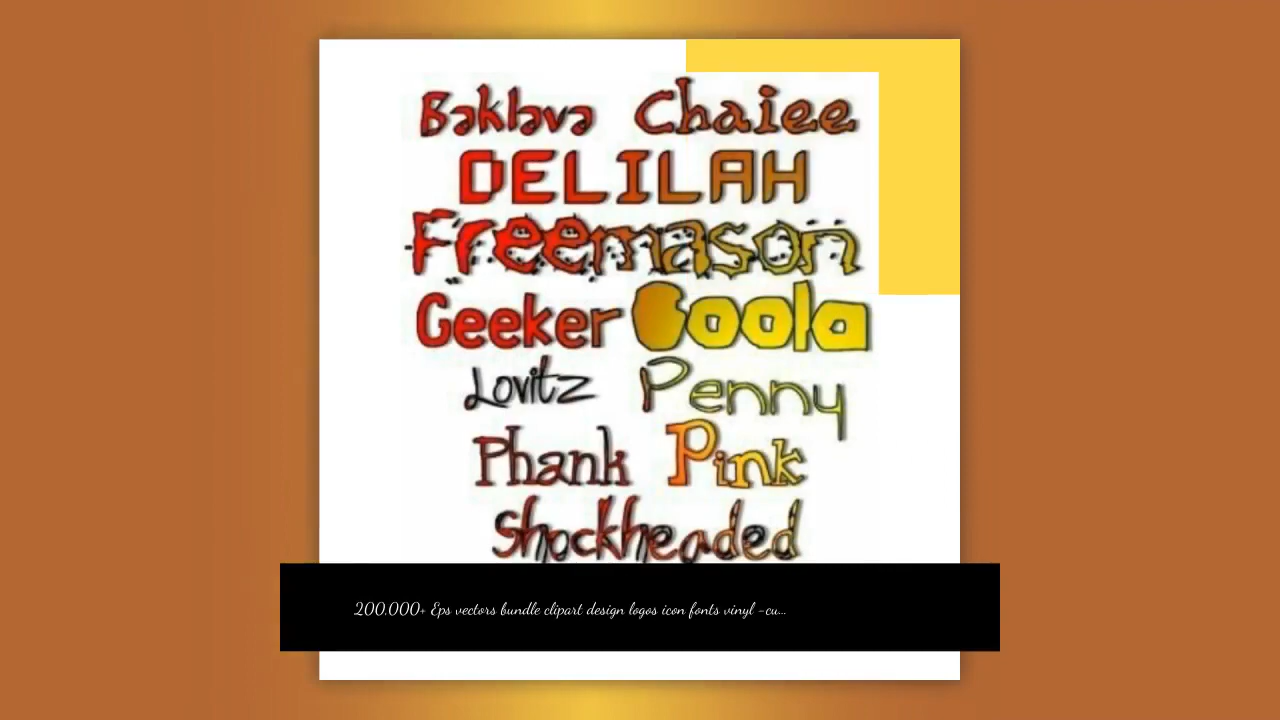 Baklava Chaiee
DELILAH
Freemason
Geeker Goola
Lovitz Penny
Phank Pink
Shockheaded
200.000+ Eps vectors bundle clipart design logos icon fonts vinyl -cu...